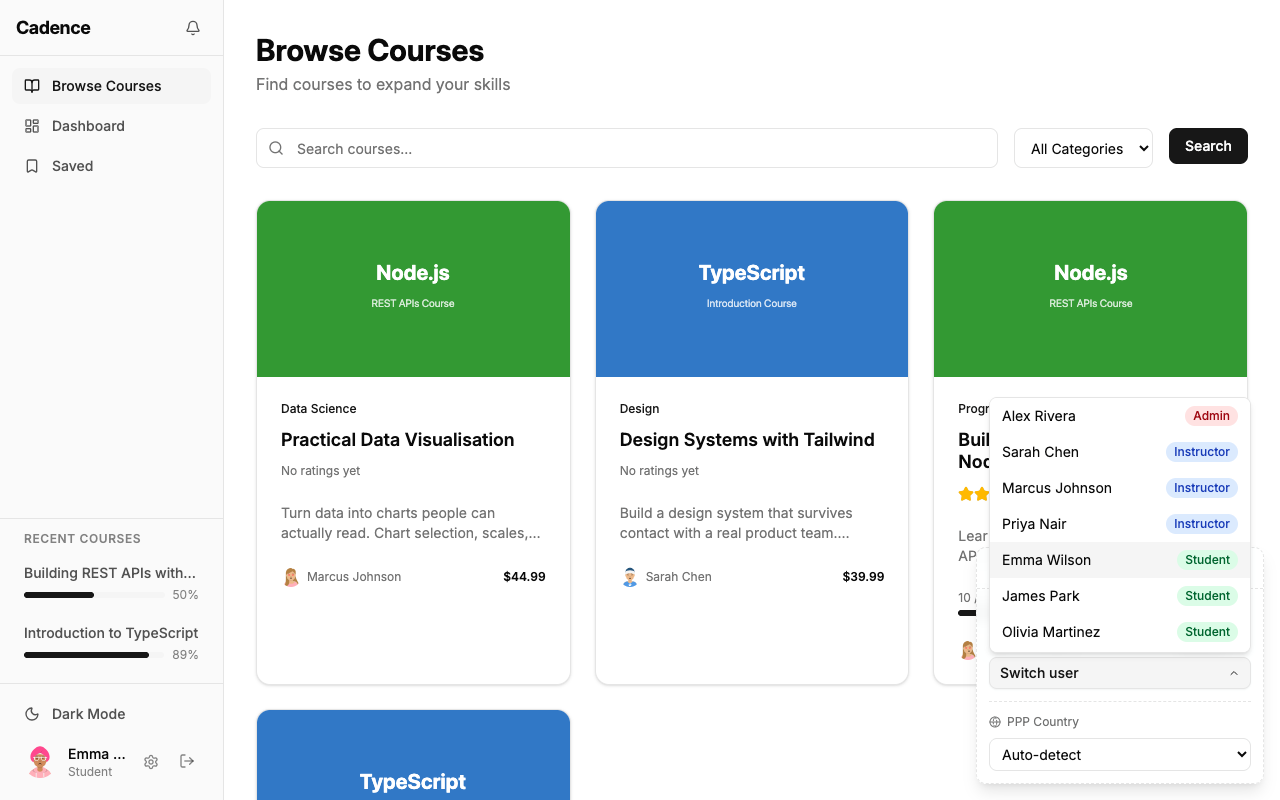 Cadence
Browse Courses
Dashboard
Saved
RECENT COURSES
Building REST APIs with...
50%
Introduction to TypeScript
89%
Dark Mode
Emma ...
Student
Browse Courses
Find courses to expand your skills
Search courses...
All Categories
Search
Node.js
REST APIs Course
Data Science
Practical Data Visualisation
No ratings yet
Turn data into charts people can
actually read. Chart selection, scales,...
Marcus Johnson
$44.99
TypeScript
Introduction Course
Design
Design Systems with Tailwind
No ratings yet
Build a design system that survives
contact with a real product team....
Sarah Chen
$39.99
Node.js
REST APIs Course
10 /
TypeScript
Alex Rivera Admin
Sarah Chen Instructor
Marcus Johnson Instructor
Priya Nair Instructor
Emma Wilson Student
James Park Student
Olivia Martinez Student
Switch user
PPP Country
Auto-detect